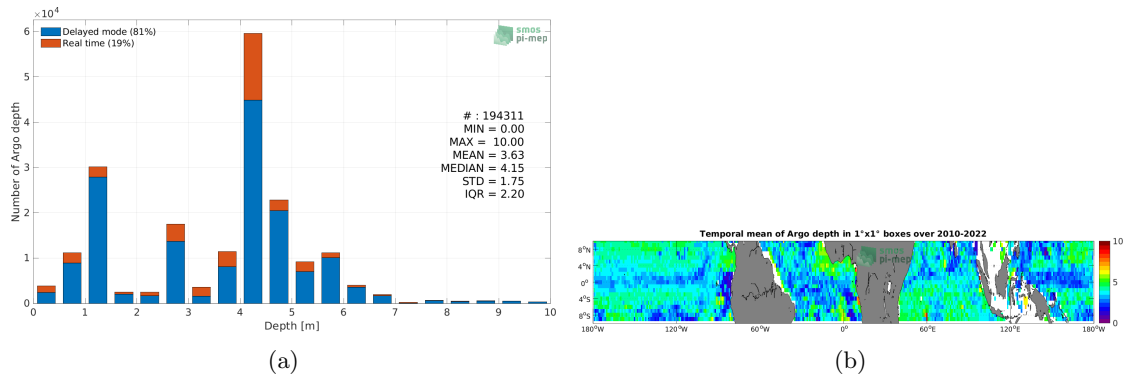 ×10⁴
Delayed mode (81%)
Real time (19%)
smos
pi-mep
6
5
4
3
2
1
0
Number of Argo depth
# : 194311
MIN = 0.00
MAX = 10.00
MEAN = 3.63
MEDIAN = 4.15
STD = 1.75
IQR = 2.20
0 1 2 3 4 5 6 7 8 9 10
Depth [m]
(a)
Temporal mean of Argo depth in 1°x1° boxes over 2010-2022
smos
pi-mep
8°N
4°N
0°
4°S
8°S
180°W 120°W 60°W 0° 60°E 120°E 180°W
10
5
0
(b)